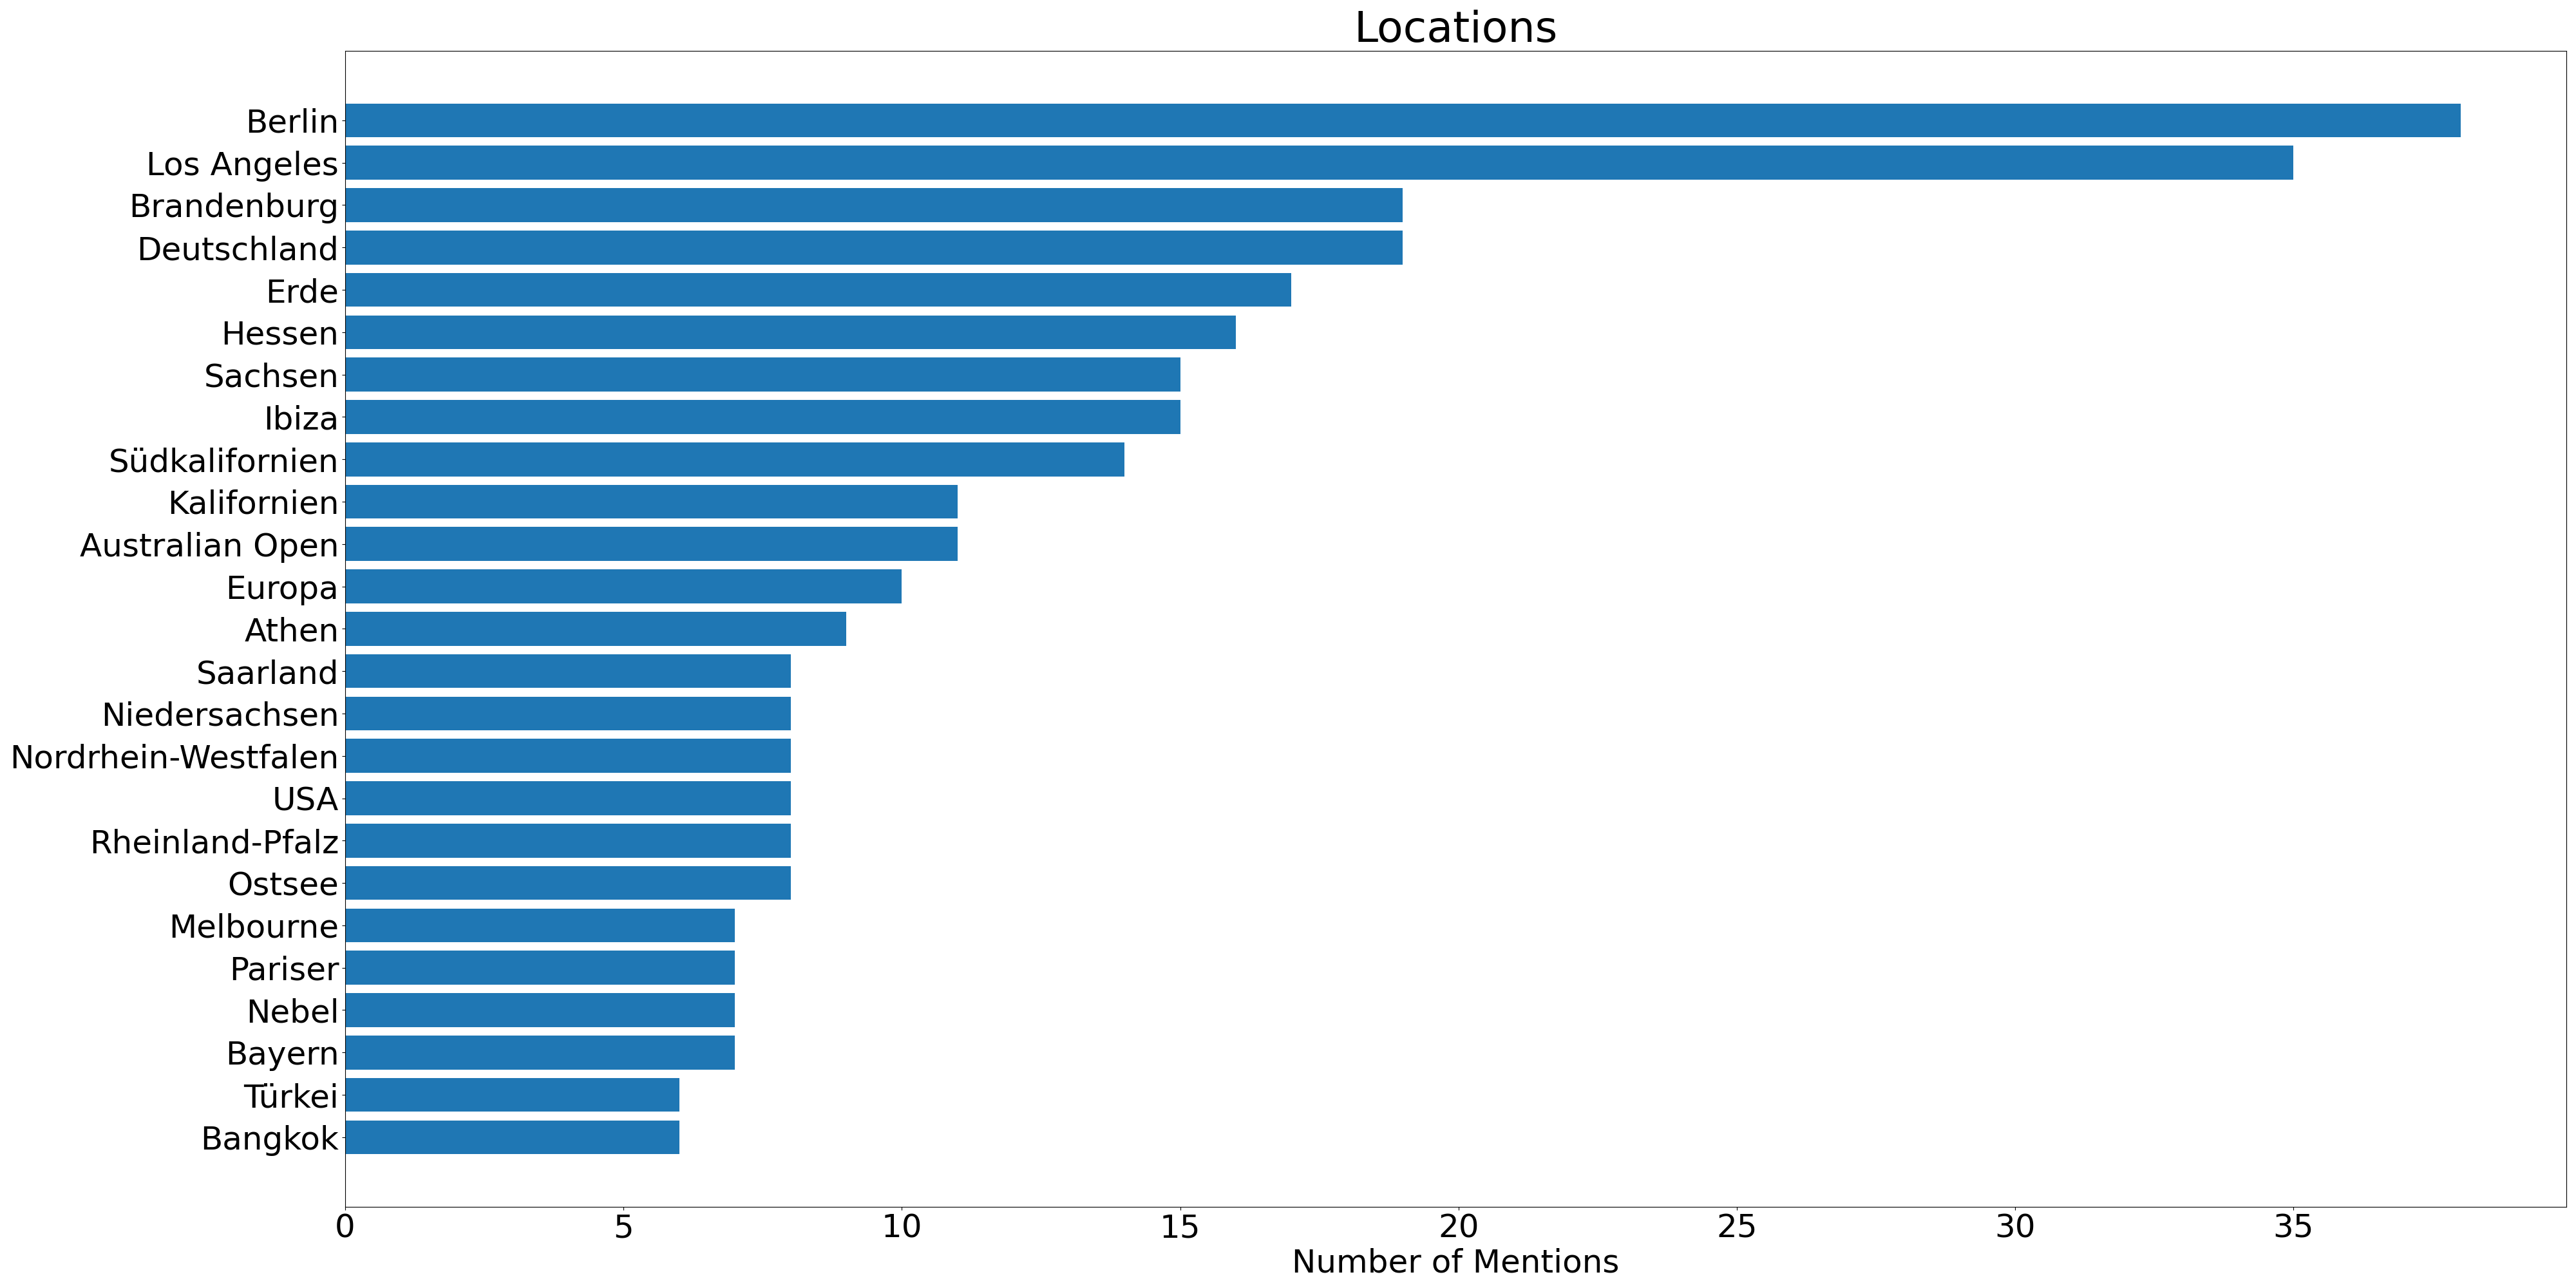 Locations
Berlin
Los Angeles
Brandenburg
Deutschland
Erde
Hessen
Sachsen
Ibiza
Südkalifornien
Kalifornien
Australian Open
Europa
Athen
Saarland
Niedersachsen
Nordrhein-Westfalen
USA
Rheinland-Pfalz
Ostsee
Melbourne
Pariser
Nebel
Bayern
Türkei
Bangkok
0 5 10 15 20 25 30 35
Number of Mentions